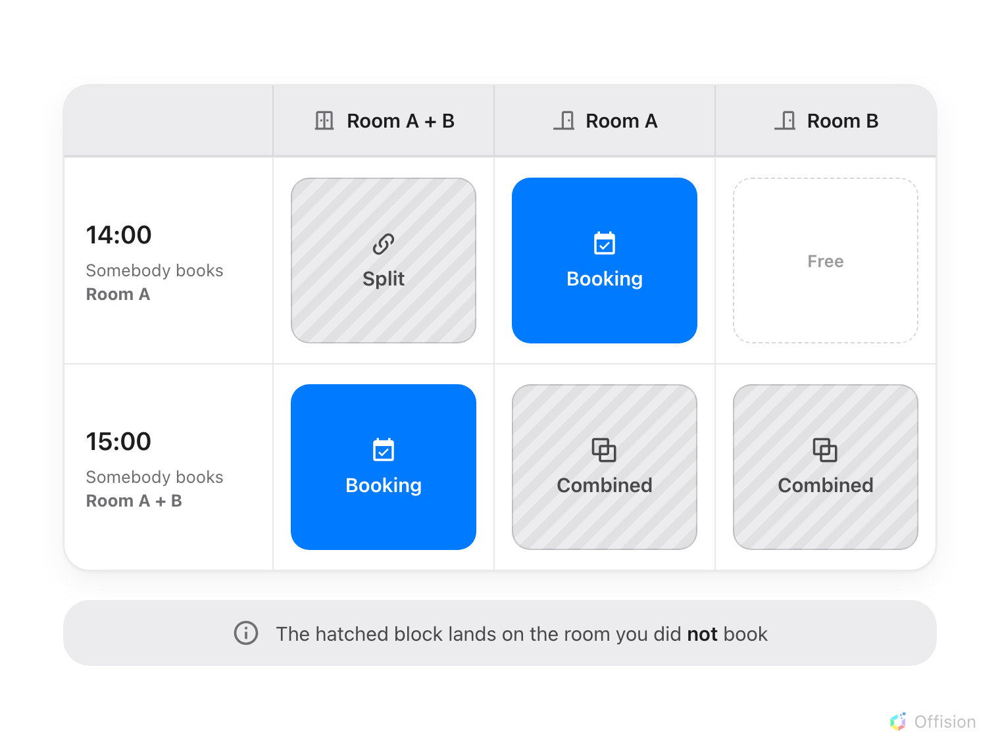 Room A + B
Room A
Room B
14:00
Somebody books
Room A
Split
Booking
Free
15:00
Somebody books
Room A + B
Booking
Combined
Combined
The hatched block lands on the room you did not book
Offision